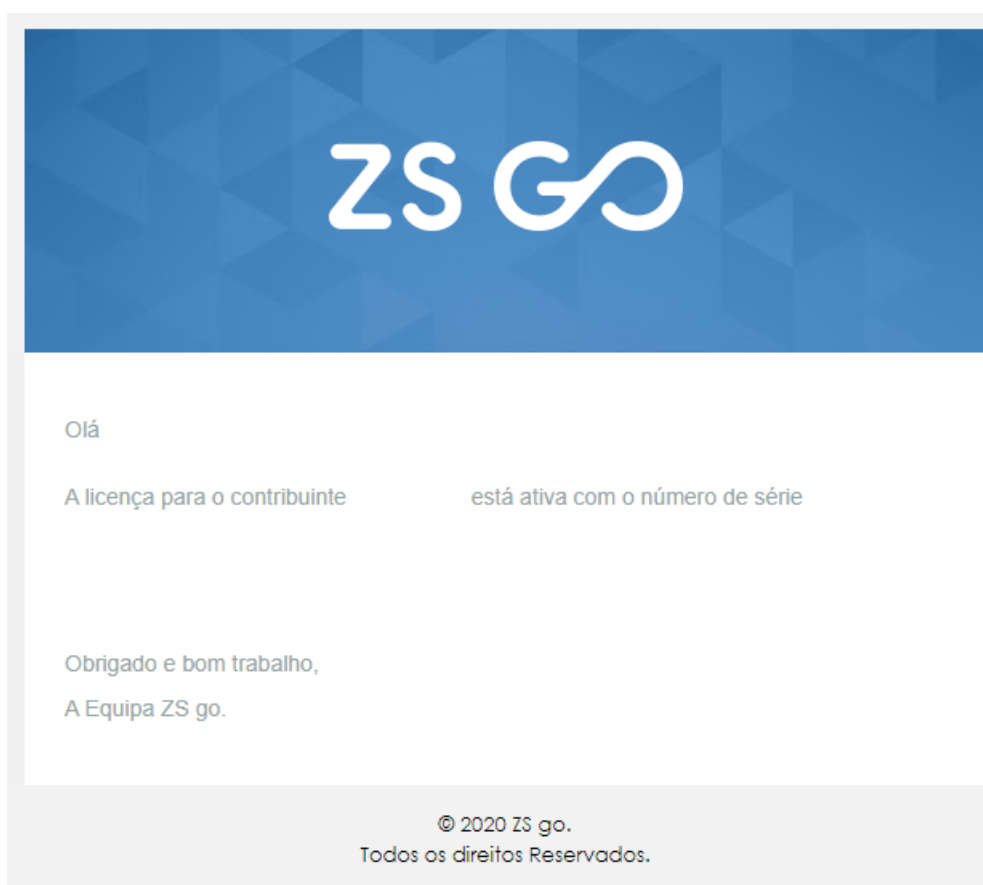 ZS GO
Olá
A licença para o contribuinte está ativa com o número de série
Obrigado e bom trabalho,
A Equipa ZS go.
© 2020 ZS go.
Todos os direitos Reservados.